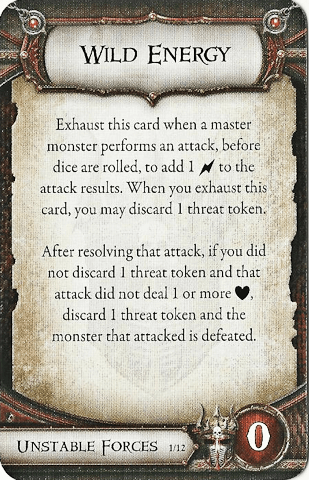 Wild Energy
Exhaust this card when a master
monster performs an attack, before
dice are rolled, to add 1 to the
attack results. When you exhaust this
card, you may discard 1 threat token.
After resolving that attack, if you did
not discard 1 threat token and that
attack did not deal 1 or more ♥,
discard 1 threat token and the
monster that attacked is defeated.
Unstable Forces 1/12
0